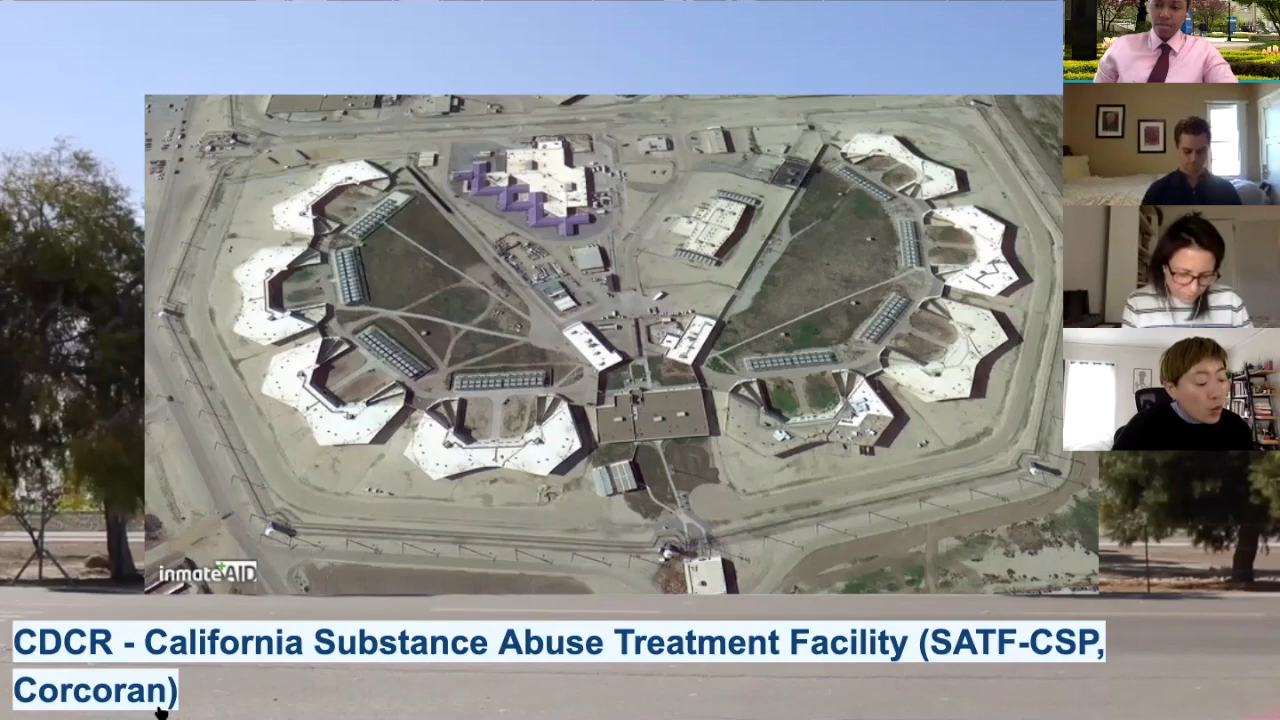 inmateAID
CDCR - California Substance Abuse Treatment Facility (SATF-CSP,
Corcoran)